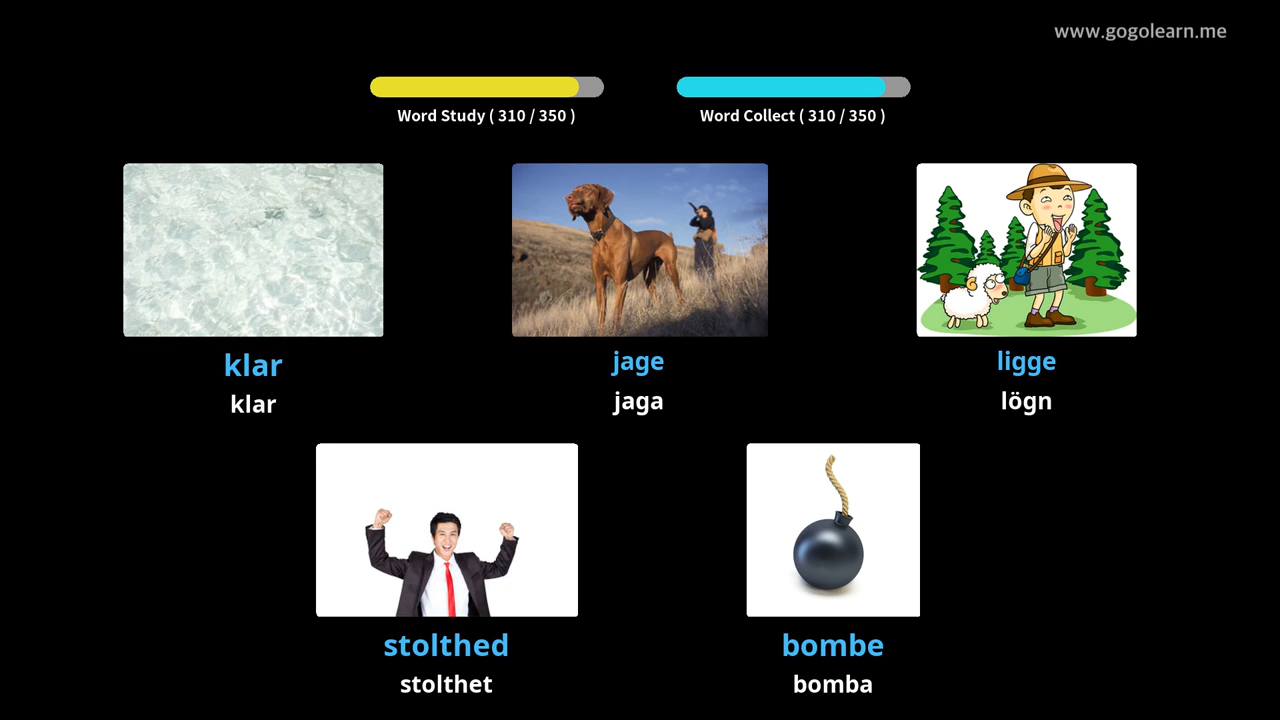 www.gogolearn.me
Word Study ( 310 / 350 )
Word Collect ( 310 / 350 )
klar
klar
jage
jaga
ligge
lögn
stolthed
stolthet
bombe
bomba